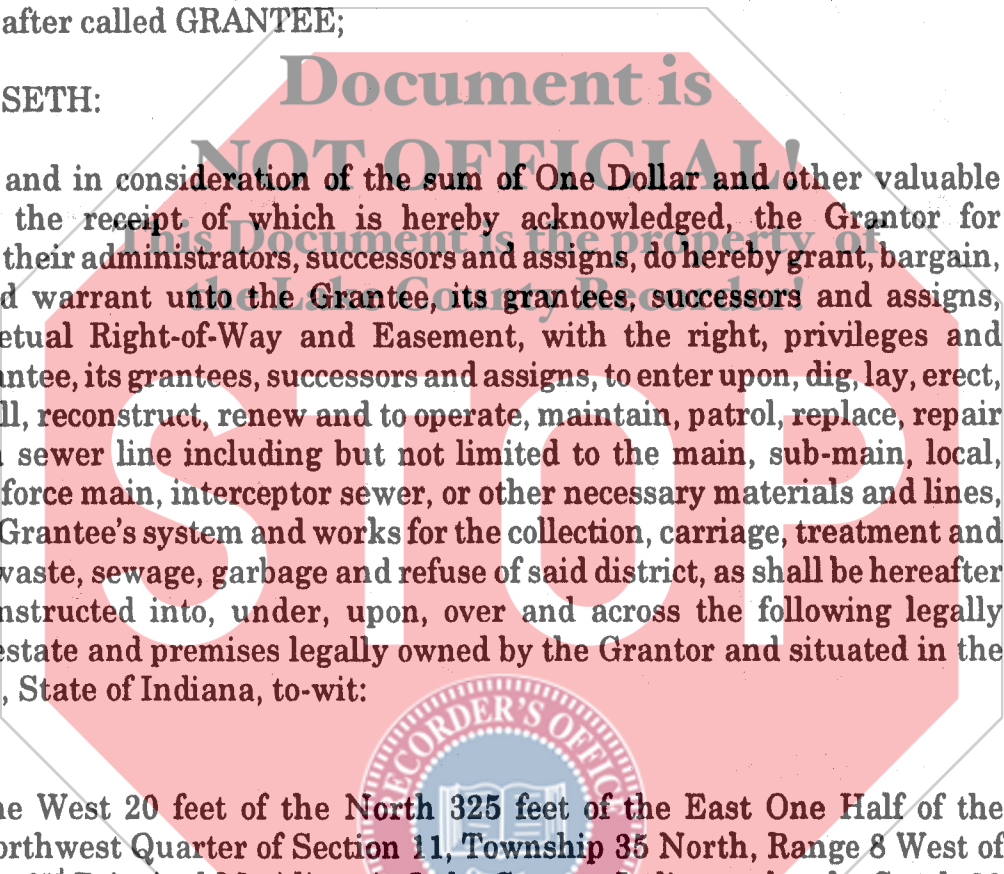 after called GRANTEE;
Document is
SETH:
NOT OFFICIAL!
and in consideration of the sum of One Dollar and other valuable
the receipt of which is hereby acknowledged, the Grantor for
This Document is the property of
their administrators, successors and assigns, do hereby grant, bargain,
the Lake County Recorder!
d warrant unto the Grantee, its grantees, successors and assigns,
etual Right-of-Way and Easement, with the right, privileges and
ntee, its grantees, successors and assigns, to enter upon, dig, lay, erect,
ll, reconstruct, renew and to operate, maintain, patrol, replace, repair
sewer line including but not limited to the main, sub-main, local,
force main, interceptor sewer, or other necessary materials and lines,
Grantee's system and works for the collection, carriage, treatment and
waste, sewage, garbage and refuse of said district, as shall be hereafter
nstructed into, under, upon, over and across the following legally
estate and premises legally owned by the Grantor and situated in the
, State of Indiana, to-wit:
STOP
RECORDER'S OFFIC
he West 20 feet of the North 325 feet of the East One Half of the
orthwest Quarter of Section 11, Township 35 North, Range 8 West of